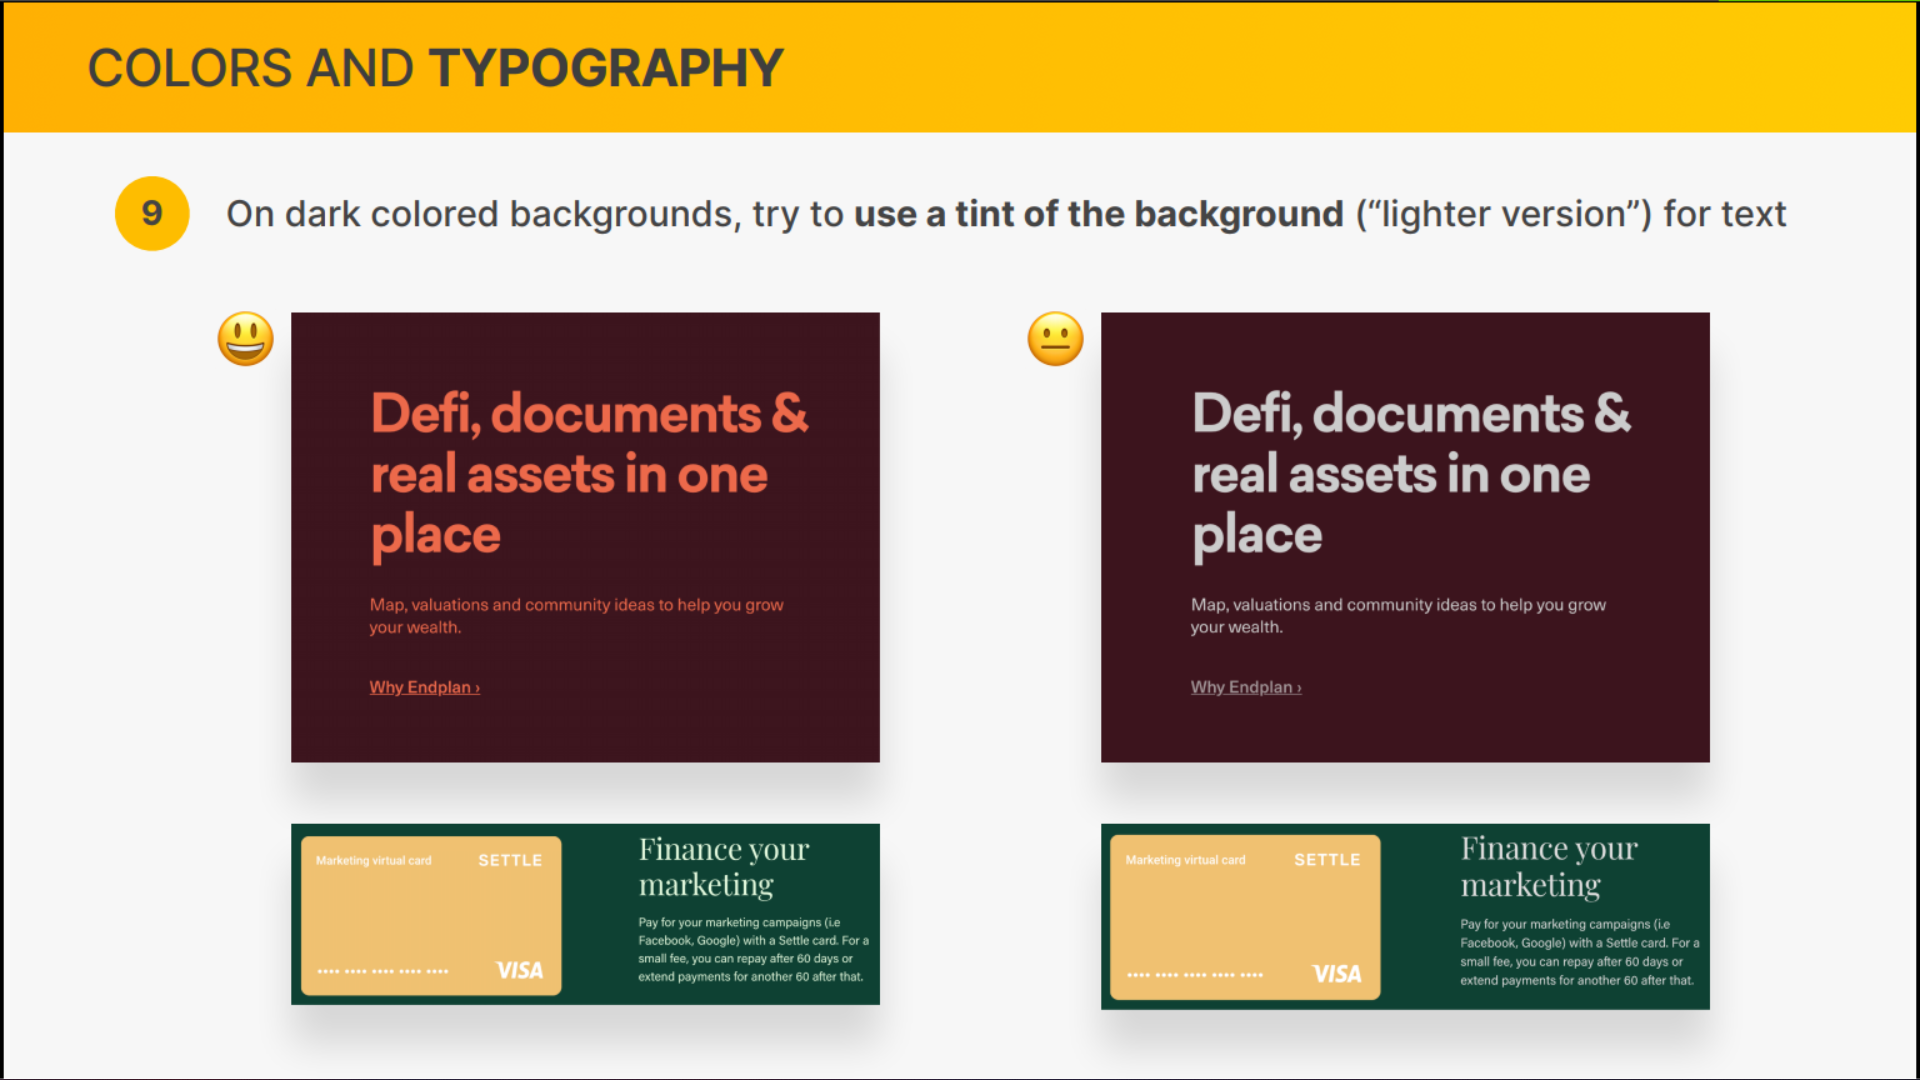 COLORS AND TYPOGRAPHY
9
On dark colored backgrounds, try to use a tint of the background (“lighter version”) for text
Defi, documents &
real assets in one
place
Map, valuations and community ideas to help you grow
your wealth.
Why Endplan ›
Defi, documents &
real assets in one
place
Map, valuations and community ideas to help you grow
your wealth.
Why Endplan ›
Marketing virtual card
SETTLE
VISA
Finance your
marketing
Pay for your marketing campaigns (i.e
Facebook, Google) with a Settle card. For a
small fee, you can repay after 60 days or
extend payments for another 60 after that.
Marketing virtual card
SETTLE
VISA
Finance your
marketing
Pay for your marketing campaigns (i.e
Facebook, Google) with a Settle card. For a
small fee, you can repay after 60 days or
extend payments for another 60 after that.